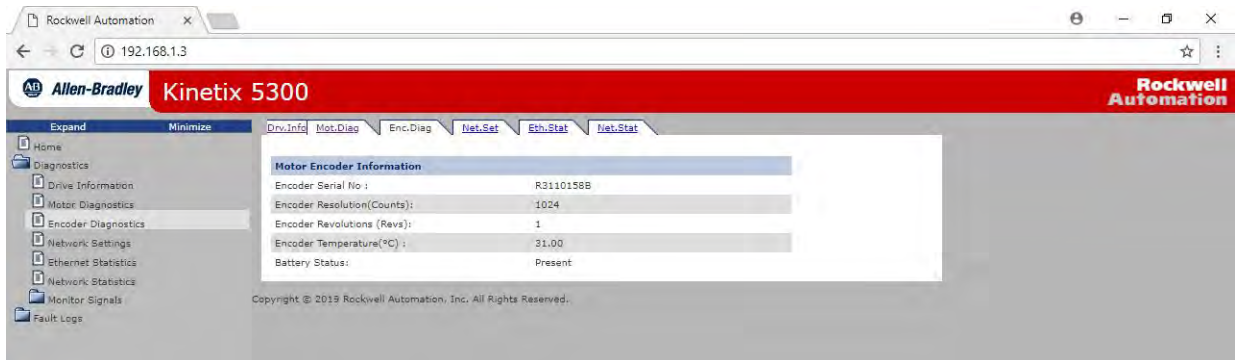 Rockwell Automation
192.168.1.3
AB Allen-Bradley Kinetix 5300 Rockwell Automation
Expand Minimize
Home
Diagnostics
Drive Information
Motor Diagnostics
Encoder Diagnostics
Network Settings
Ethernet Statistics
Network Statistics
Monitor Signals
Fault Logs
Drv.Info Mot.Diag Enc.Diag Net.Set Eth.Stat Net.Stat
Motor Encoder Information
Encoder Serial No : R3110158B
Encoder Resolution(Counts): 1024
Encoder Revolutions (Revs): 1
Encoder Temperature(°C) : 31.00
Battery Status: Present
Copyright © 2019 Rockwell Automation, Inc. All Rights Reserved.